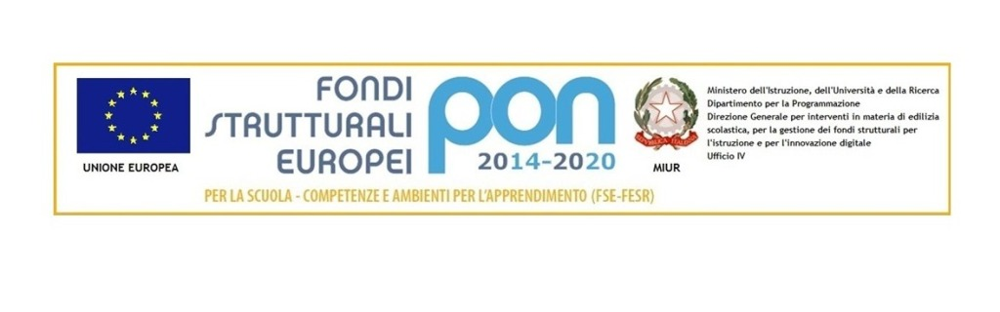 UNIONE EUROPEA
FONDI
STRUTTURALI
EUROPEI
pon
2014-2020
REPVBBLICA ITALIANA
MIUR
Ministero dell'Istruzione, dell'Università e della Ricerca
Dipartimento per la Programmazione
Direzione Generale per interventi in materia di edilizia
scolastica, per la gestione dei fondi strutturali per
l'istruzione e per l'innovazione digitale
Ufficio IV
PER LA SCUOLA - COMPETENZE E AMBIENTI PER L'APPRENDIMENTO (FSE-FESR)